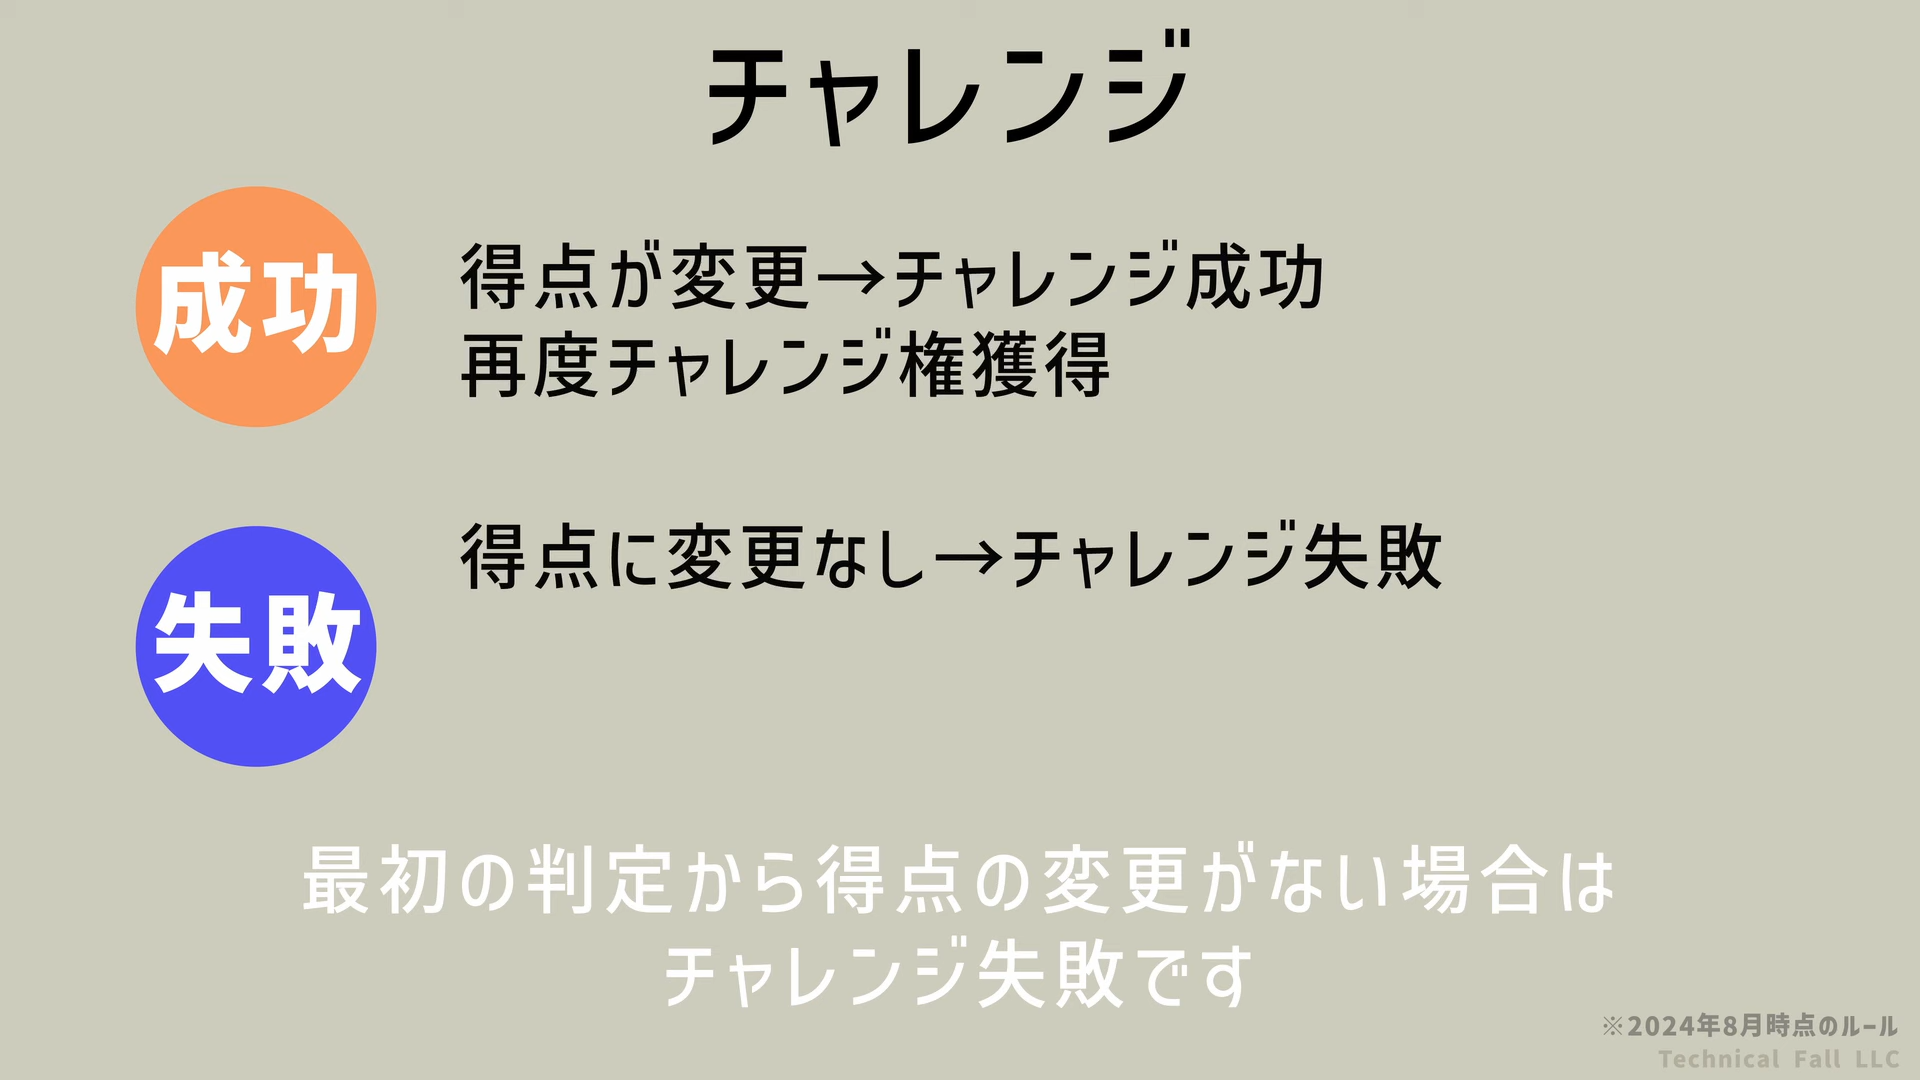 チャレンジ
成功
得点が変更→チャレンジ成功
再度チャレンジ権獲得
失敗
得点に変更なし→チャレンジ失敗
最初の判定から得点の変更がない場合は
チャレンジ失敗です
※2024年8月時点のルール
Technical Fall LLC